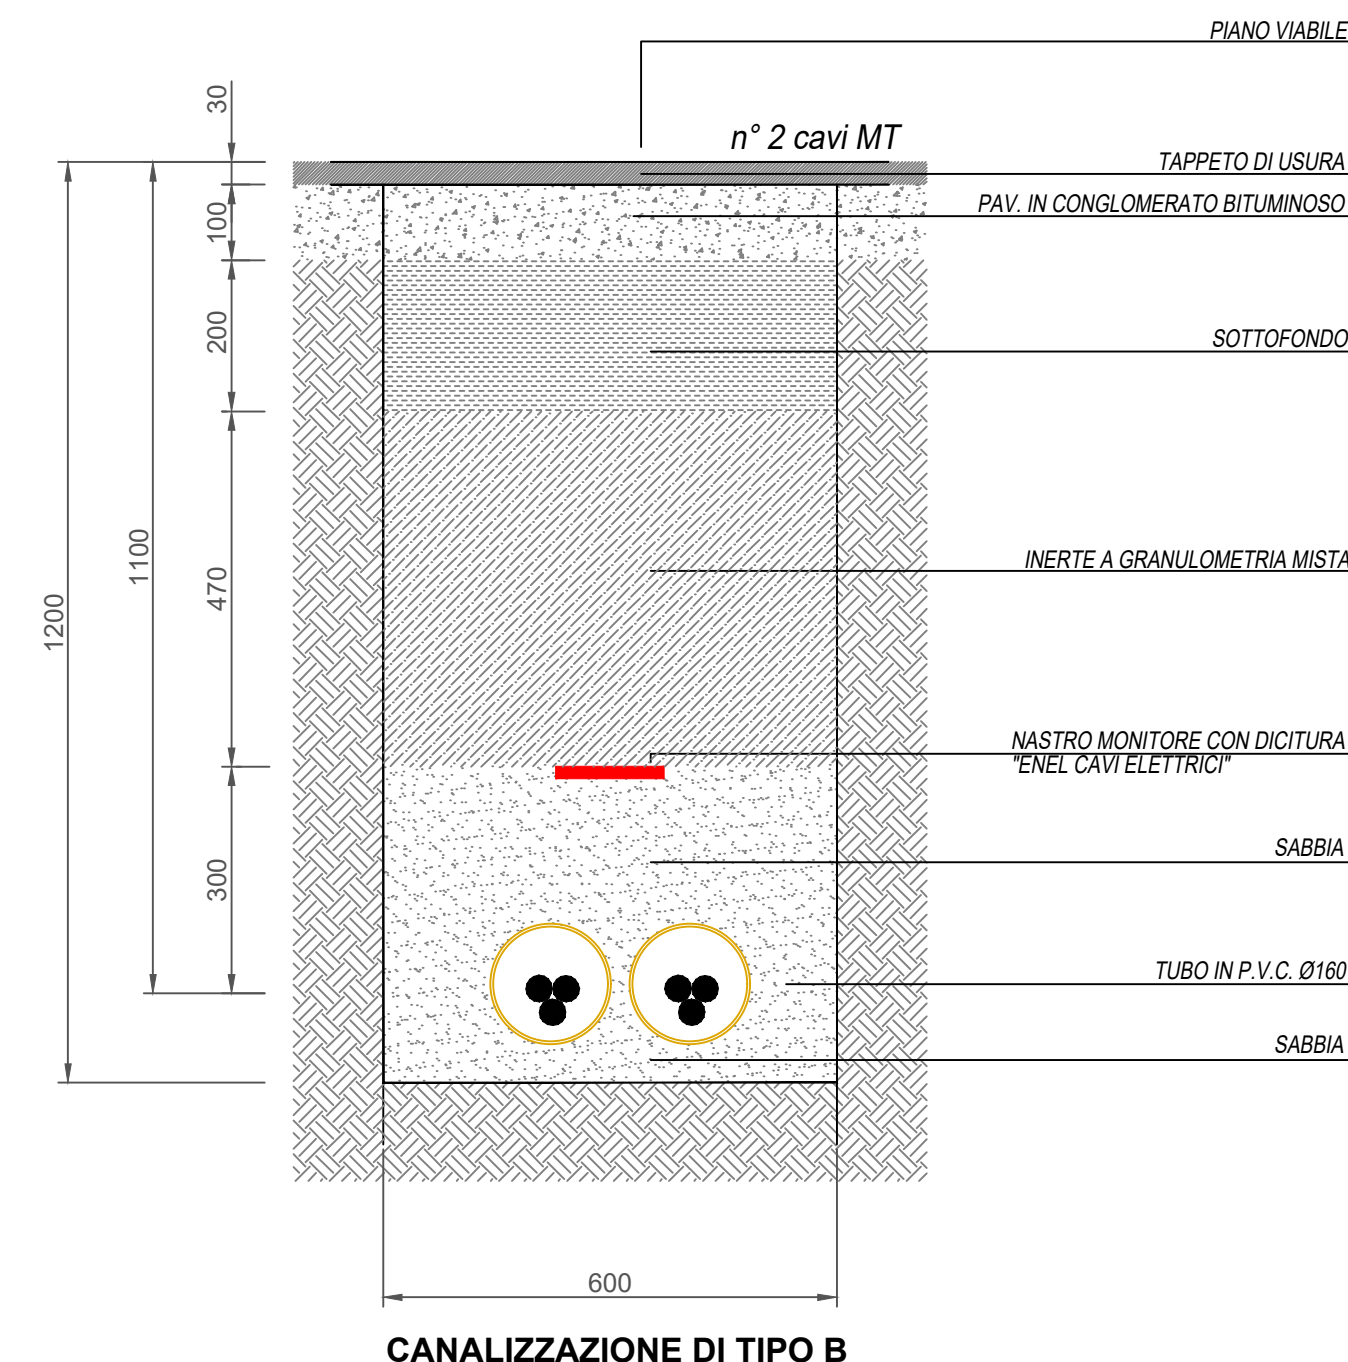 PIANO VIABILE
n° 2 cavi MT
TAPPETO DI USURA
PAV. IN CONGLOMERATO BITUMINOSO
SOTTOFONDO
INERTE A GRANULOMETRIA MISTA
NASTRO MONITORE CON DICITURA
"ENEL CAVI ELETTRICI"
SABBIA
TUBO IN P.V.C. Ø160
SABBIA
30
100
200
470
300
1100
1200
600
CANALIZZAZIONE DI TIPO B